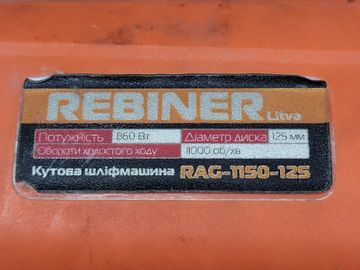 REBINER Litva
Потужність 860 Вт Діаметр диска 125 мм
Оберти холостого ходу 11000 об/хв
Кутова шліфмашина RAG-1150-125